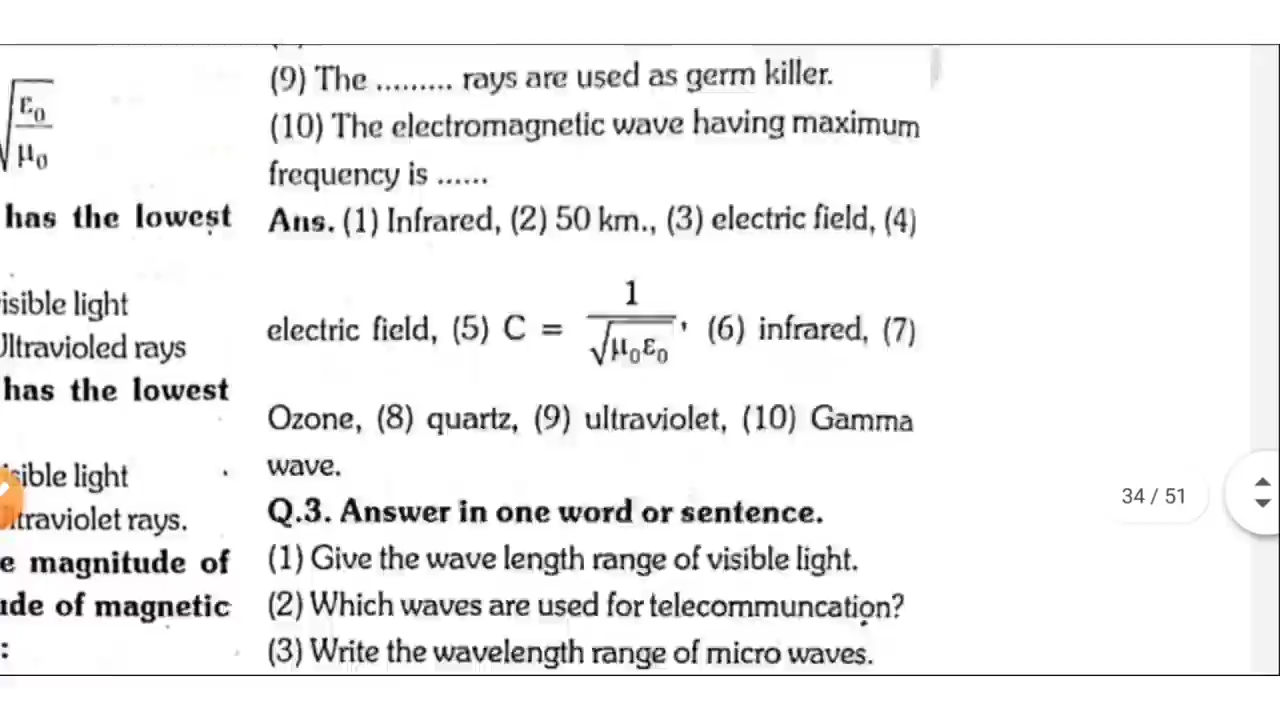 √ε₀/μ₀
has the lowest
isible light
Ultravioled rays
has the lowest
isible light
ltraviolet rays.
e magnitude of
ude of magnetic
:
(9) The ......... rays are used as germ killer.
(10) The electromagnetic wave having maximum
frequency is ......
Ans. (1) Infrared, (2) 50 km., (3) electric field, (4)
electric field, (5) C = 1/√μ₀ε₀, (6) infrared, (7)
Ozone, (8) quartz, (9) ultraviolet, (10) Gamma
wave.
Q.3. Answer in one word or sentence.
(1) Give the wave length range of visible light.
(2) Which waves are used for telecommuncation?
(3) Write the wavelength range of micro waves.
34 / 51